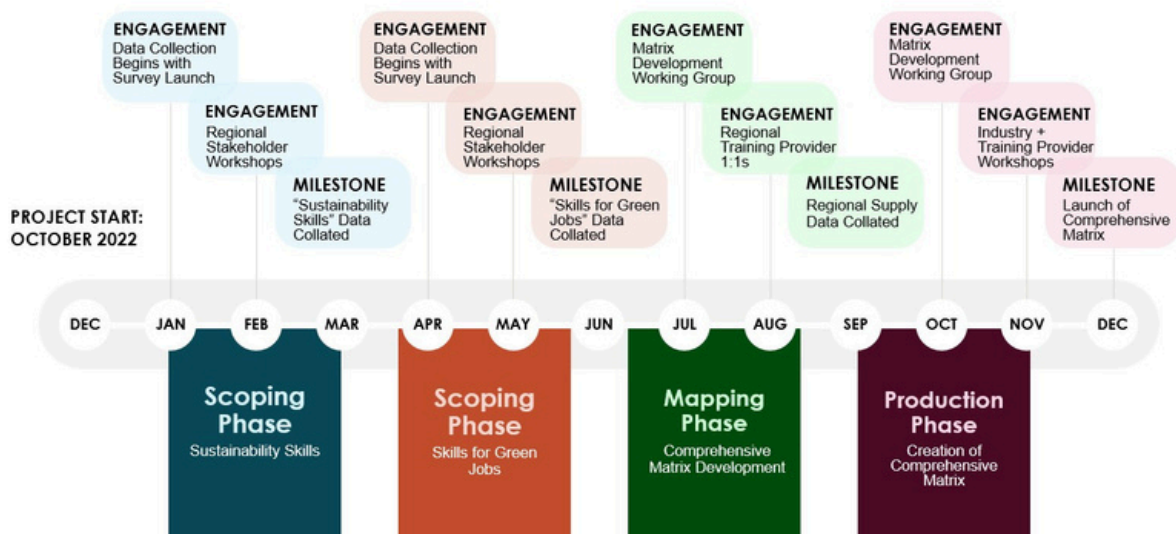 ENGAGEMENT
Data Collection
Begins with
Survey Launch
ENGAGEMENT
Regional
Stakeholder
Workshops
MILESTONE
“Sustainability
Skills” Data
Collated
ENGAGEMENT
Data Collection
Begins with
Survey Launch
ENGAGEMENT
Regional
Stakeholder
Workshops
MILESTONE
“Skills for Green
Jobs” Data
Collated
ENGAGEMENT
Matrix
Development
Working Group
ENGAGEMENT
Regional
Training Provider
1:1s
MILESTONE
Regional Supply
Data Collated
ENGAGEMENT
Matrix
Development
Working Group
ENGAGEMENT
Industry +
Training Provider
Workshops
MILESTONE
Launch of
Comprehensive
Matrix
PROJECT START:
OCTOBER 2022
DEC JAN FEB MAR APR MAY JUN JUL AUG SEP OCT NOV DEC
Scoping
Phase
Sustainability Skills
Scoping
Phase
Skills for Green
Jobs
Mapping
Phase
Comprehensive
Matrix Development
Production
Phase
Creation of
Comprehensive
Matrix